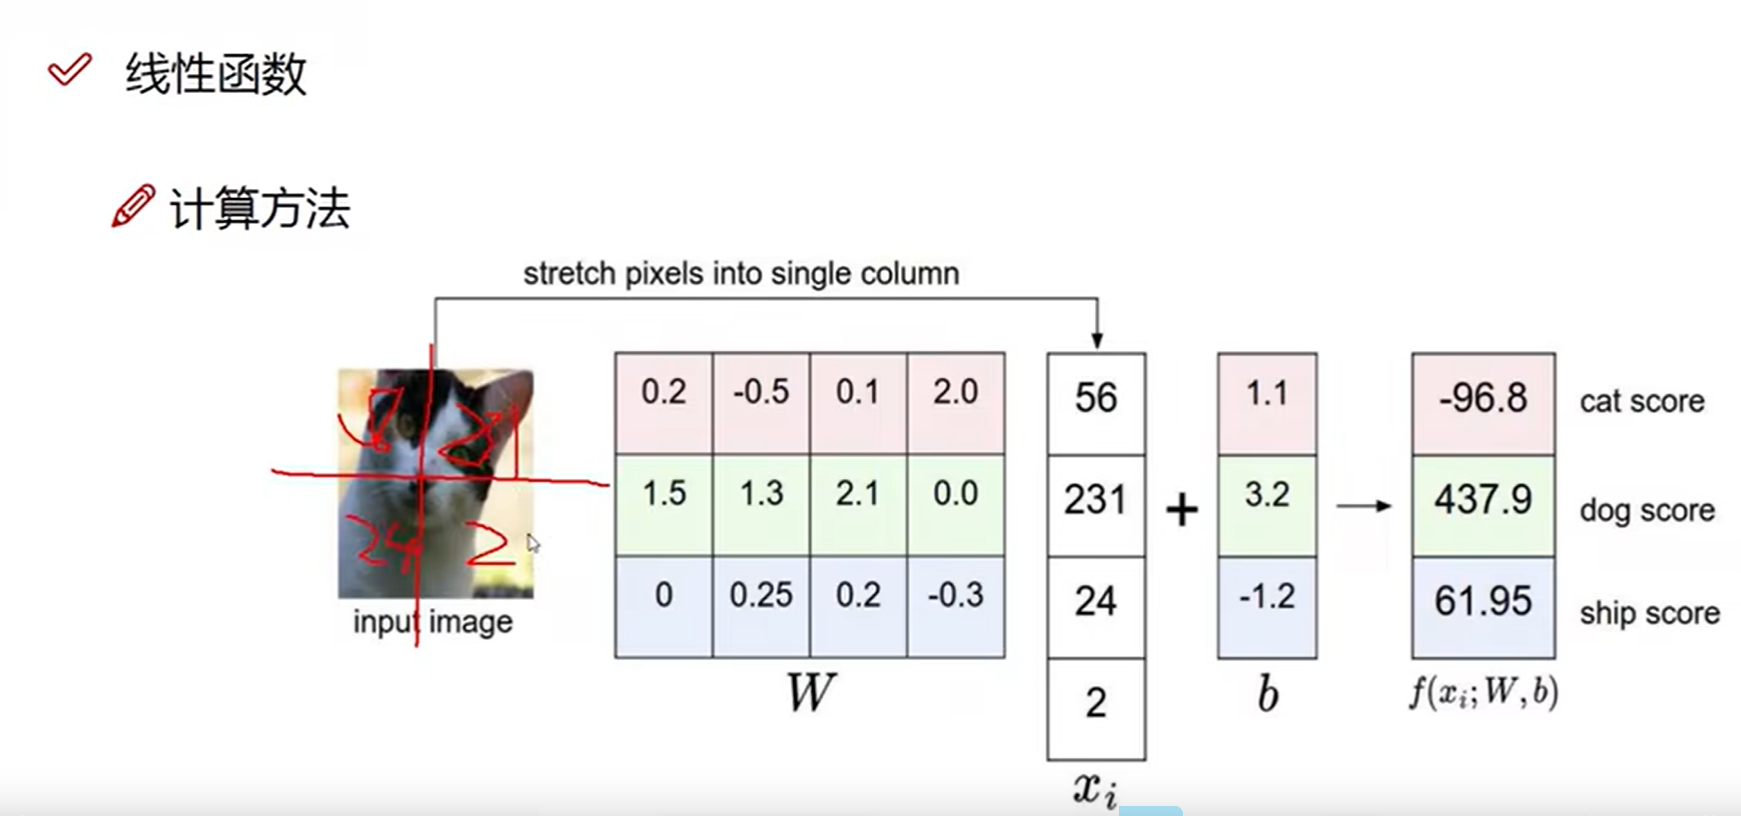 线性函数
计算方法
stretch pixels into single column
0.2 -0.5 0.1 2.0
1.5 1.3 2.1 0.0
0 0.25 0.2 -0.3
W
56
231
24
2
x_i
+
1.1
3.2
-1.2
b
-96.8 cat score
437.9 dog score
61.95 ship score
f(x_i; W, b)
231
24 2
input image